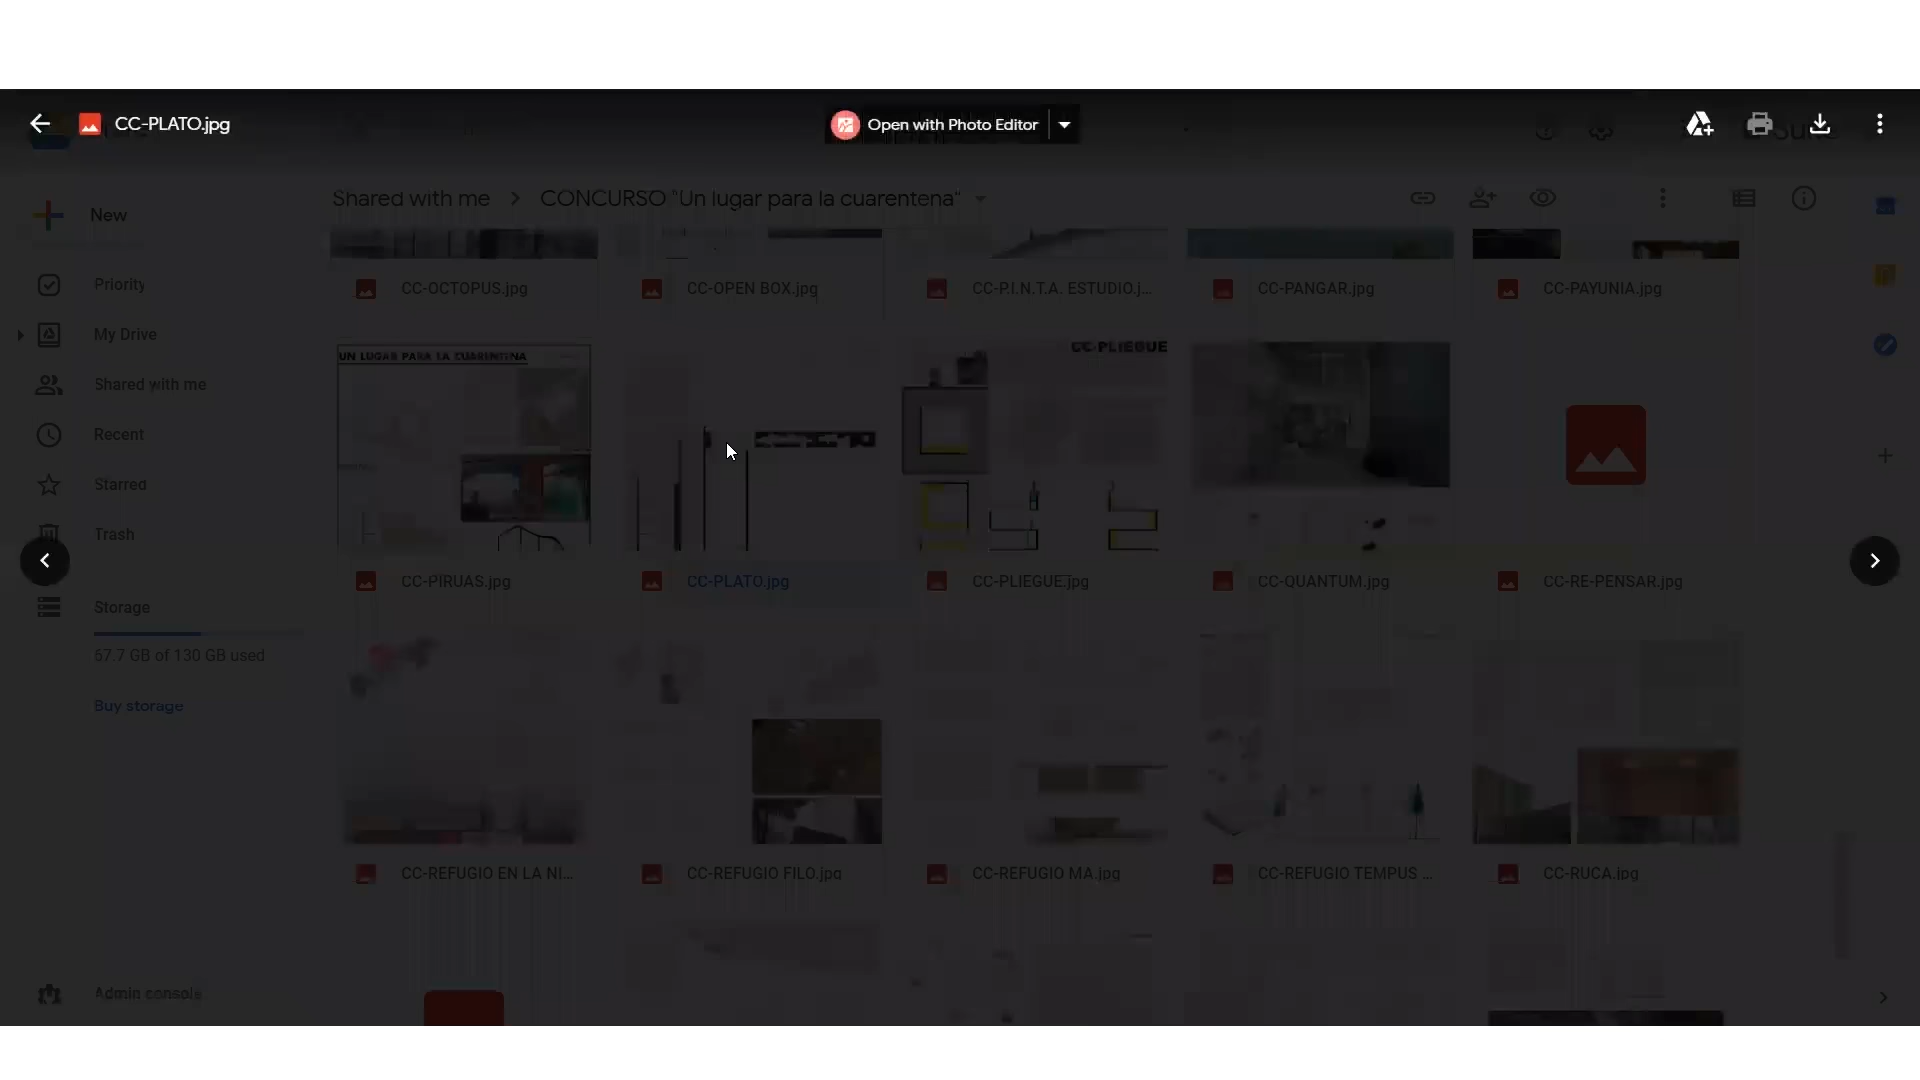 CC-PLATO.jpg
Open with Photo Editor
Shared with me
CONCURSO "Un lugar para la cuarentena"
New
CC-OCTOPUS.jpg
CC-OPEN BOX.jpg
CC-P.I.N.T.A. ESTUDIO.j...
CC-PANGAR.jpg
CC-PAYUNIA.jpg
Priority
My Drive
Shared with me
Recent
Starred
Trash
UN LUGAR PARA LA CUARENTENA
CC-PLIEGUE
CC-PIRUAS.jpg
CC-PLATO.jpg
CC-PLIEGUE.jpg
CC-QUANTUM.jpg
CC-RE-PENSAR.jpg
Storage
67.7 GB of 130 GB used
Buy storage
CC-REFUGIO EN LA NI...
CC-REFUGIO FILO.jpg
CC-REFUGIO MA.jpg
CC-REFUGIO TEMPUS ...
CC-RUCA.jpg
Admin console